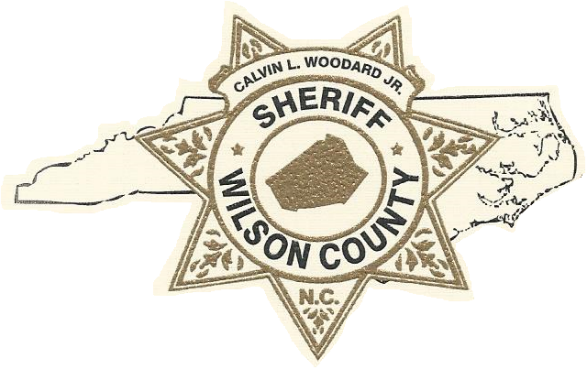 CALVIN L. WOODARD JR.
SHERIFF
WILSON COUNTY
N.C.